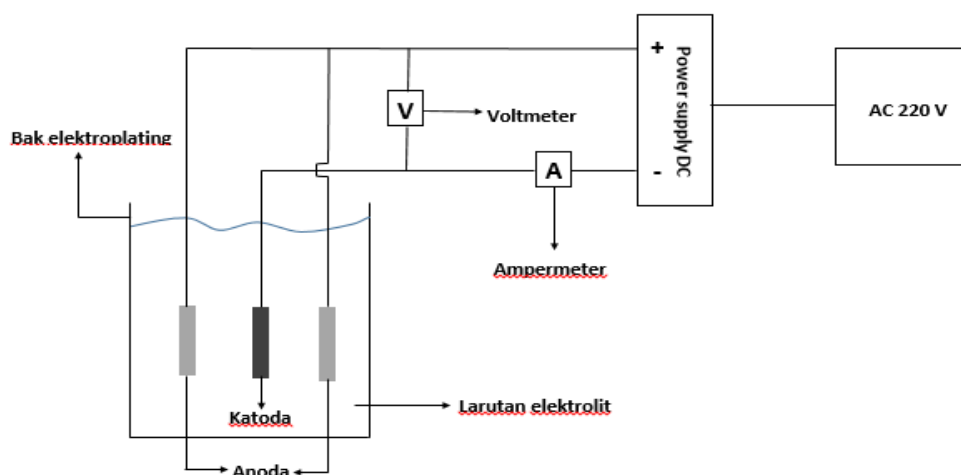 +
Power supply DC
AC 220 V
V
Voltmeter
Bak elektroplating
A
-
Ampermeter
Katoda
Larutan elektrolit
Anoda